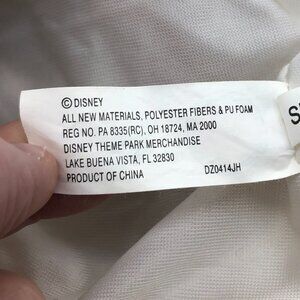 © DISNEY
ALL NEW MATERIALS, POLYESTER FIBERS & PU FOAM
REG NO. PA 8335(RC), OH 18724, MA 2000
DISNEY THEME PARK MERCHANDISE
LAKE BUENA VISTA, FL 32830
PRODUCT OF CHINA DZ0414JH
S